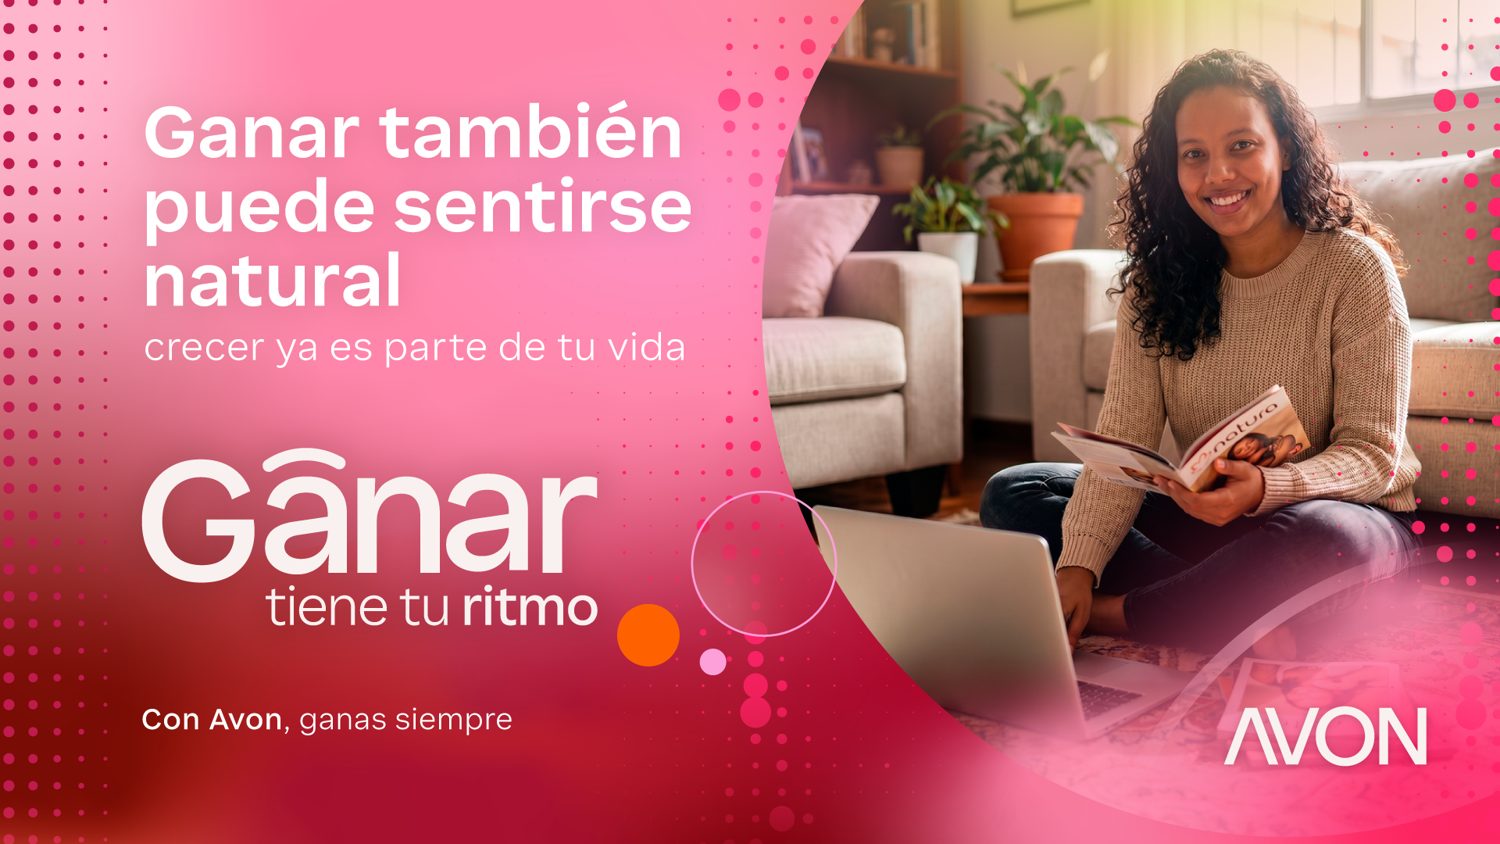 Ganar también
puede sentirse
natural
crecer ya es parte de tu vida
Ganar
tiene tu ritmo
Con Avon, ganas siempre
natura
AVON